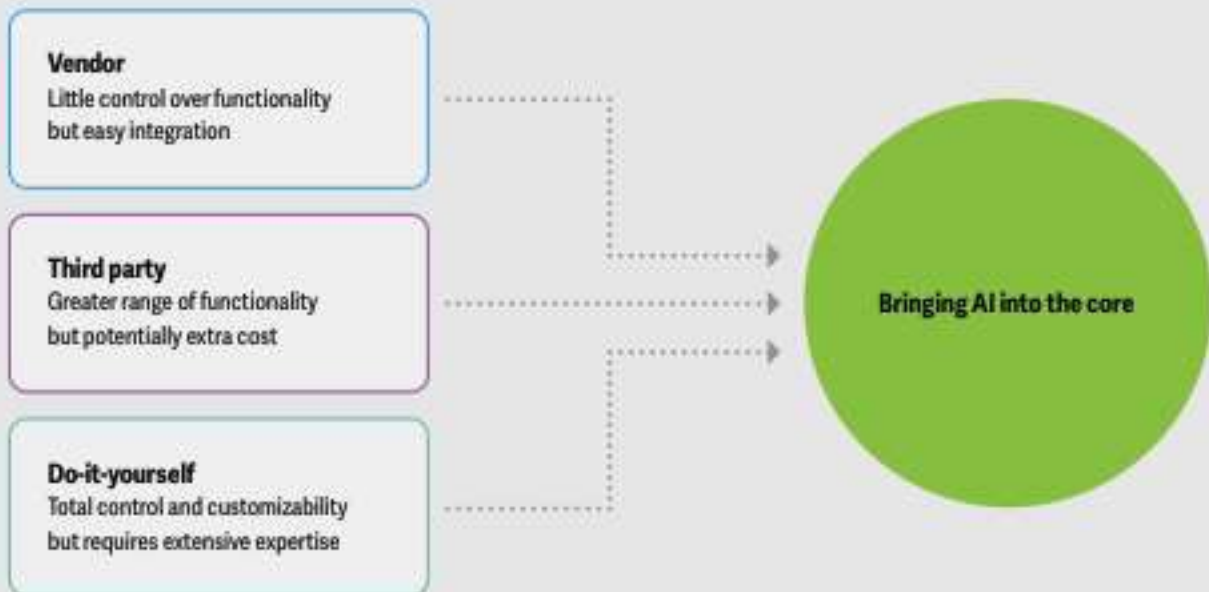 Vendor
Little control over functionality
but easy integration
Third party
Greater range of functionality
but potentially extra cost
Do-it-yourself
Total control and customizability
but requires extensive expertise
Bringing AI into the core